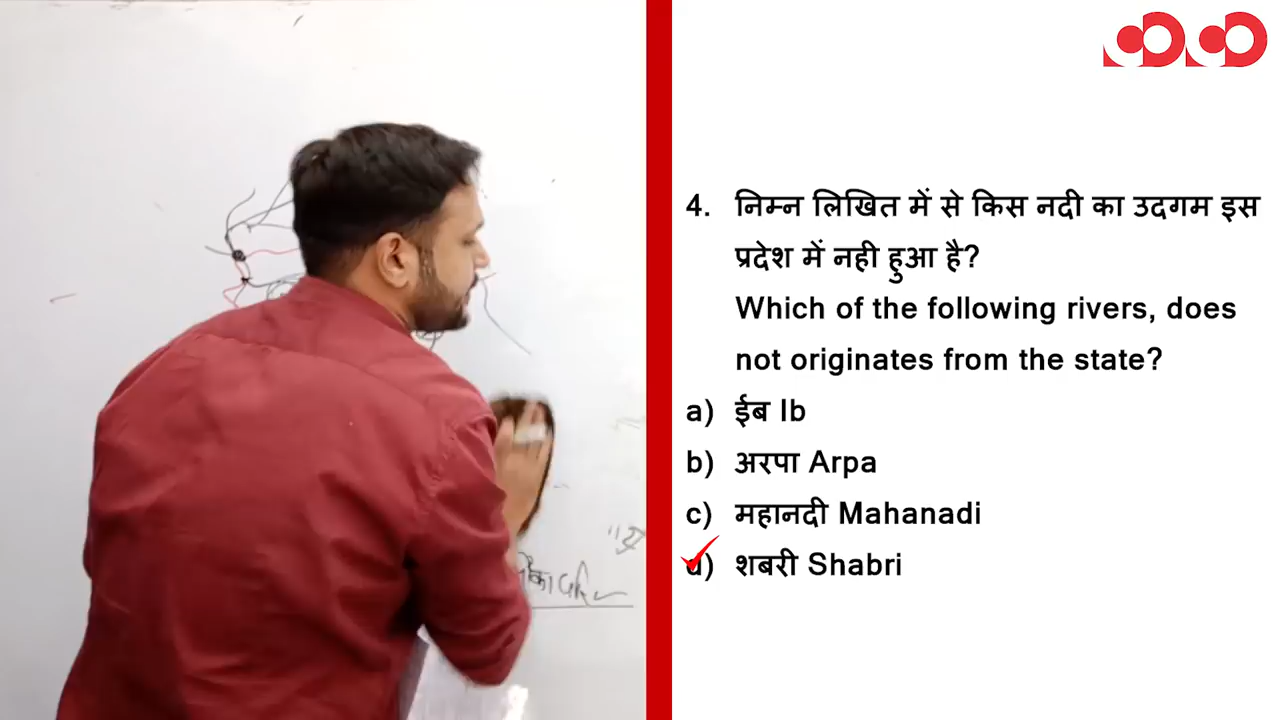 4. निम्न लिखित में से किस नदी का उदगम इस
प्रदेश में नही हुआ है?
Which of the following rivers, does
not originates from the state?
a) ईब Ib
b) अरपा Arpa
c) महानदी Mahanadi
d) शबरी Shabri